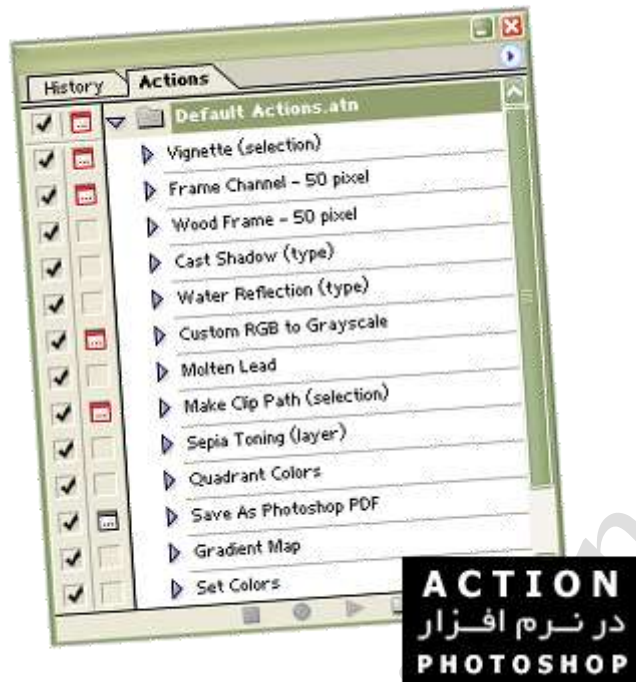 History Actions
Default Actions.atn
Vignette (selection)
Frame Channel - 50 pixel
Wood Frame - 50 pixel
Cast Shadow (type)
Water Reflection (type)
Custom RGB to Grayscale
Molten Lead
Make Clip Path (selection)
Sepia Toning (layer)
Quadrant Colors
Save As Photoshop PDF
Gradient Map
Set Colors
ACTION
در نرم افزار
PHOTOSHOP